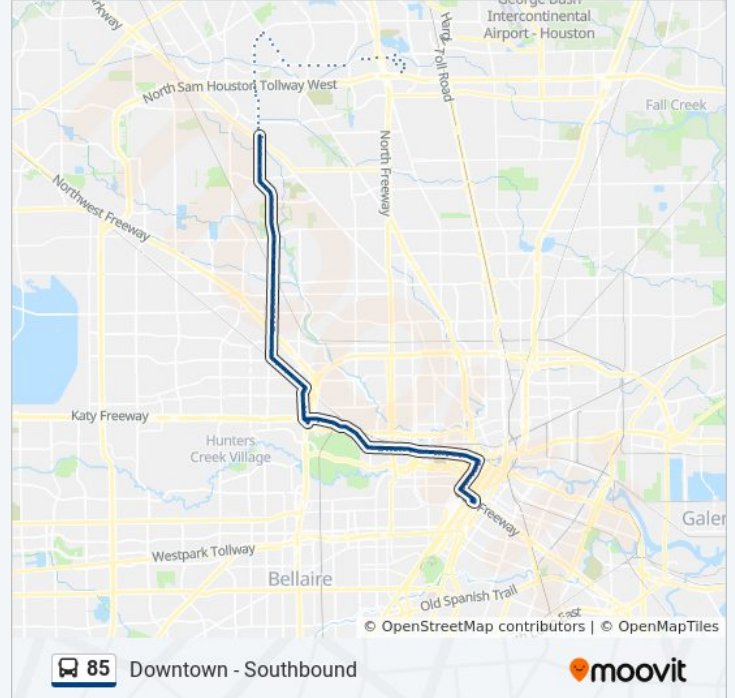 George Bush
Intercontinental
Airport - Houston
Hardy
Toll Road
North Sam Houston Tollway West
Fall Creek
North Freeway
Northwest Freeway
Katy Freeway
Hunters
Creek Village
Freeway
Galen
Westpark Tollway
Bellaire
Old Spanish Trail
East
© OpenStreetMap contributors | © OpenMapTiles
85 Downtown - Southbound
moovit